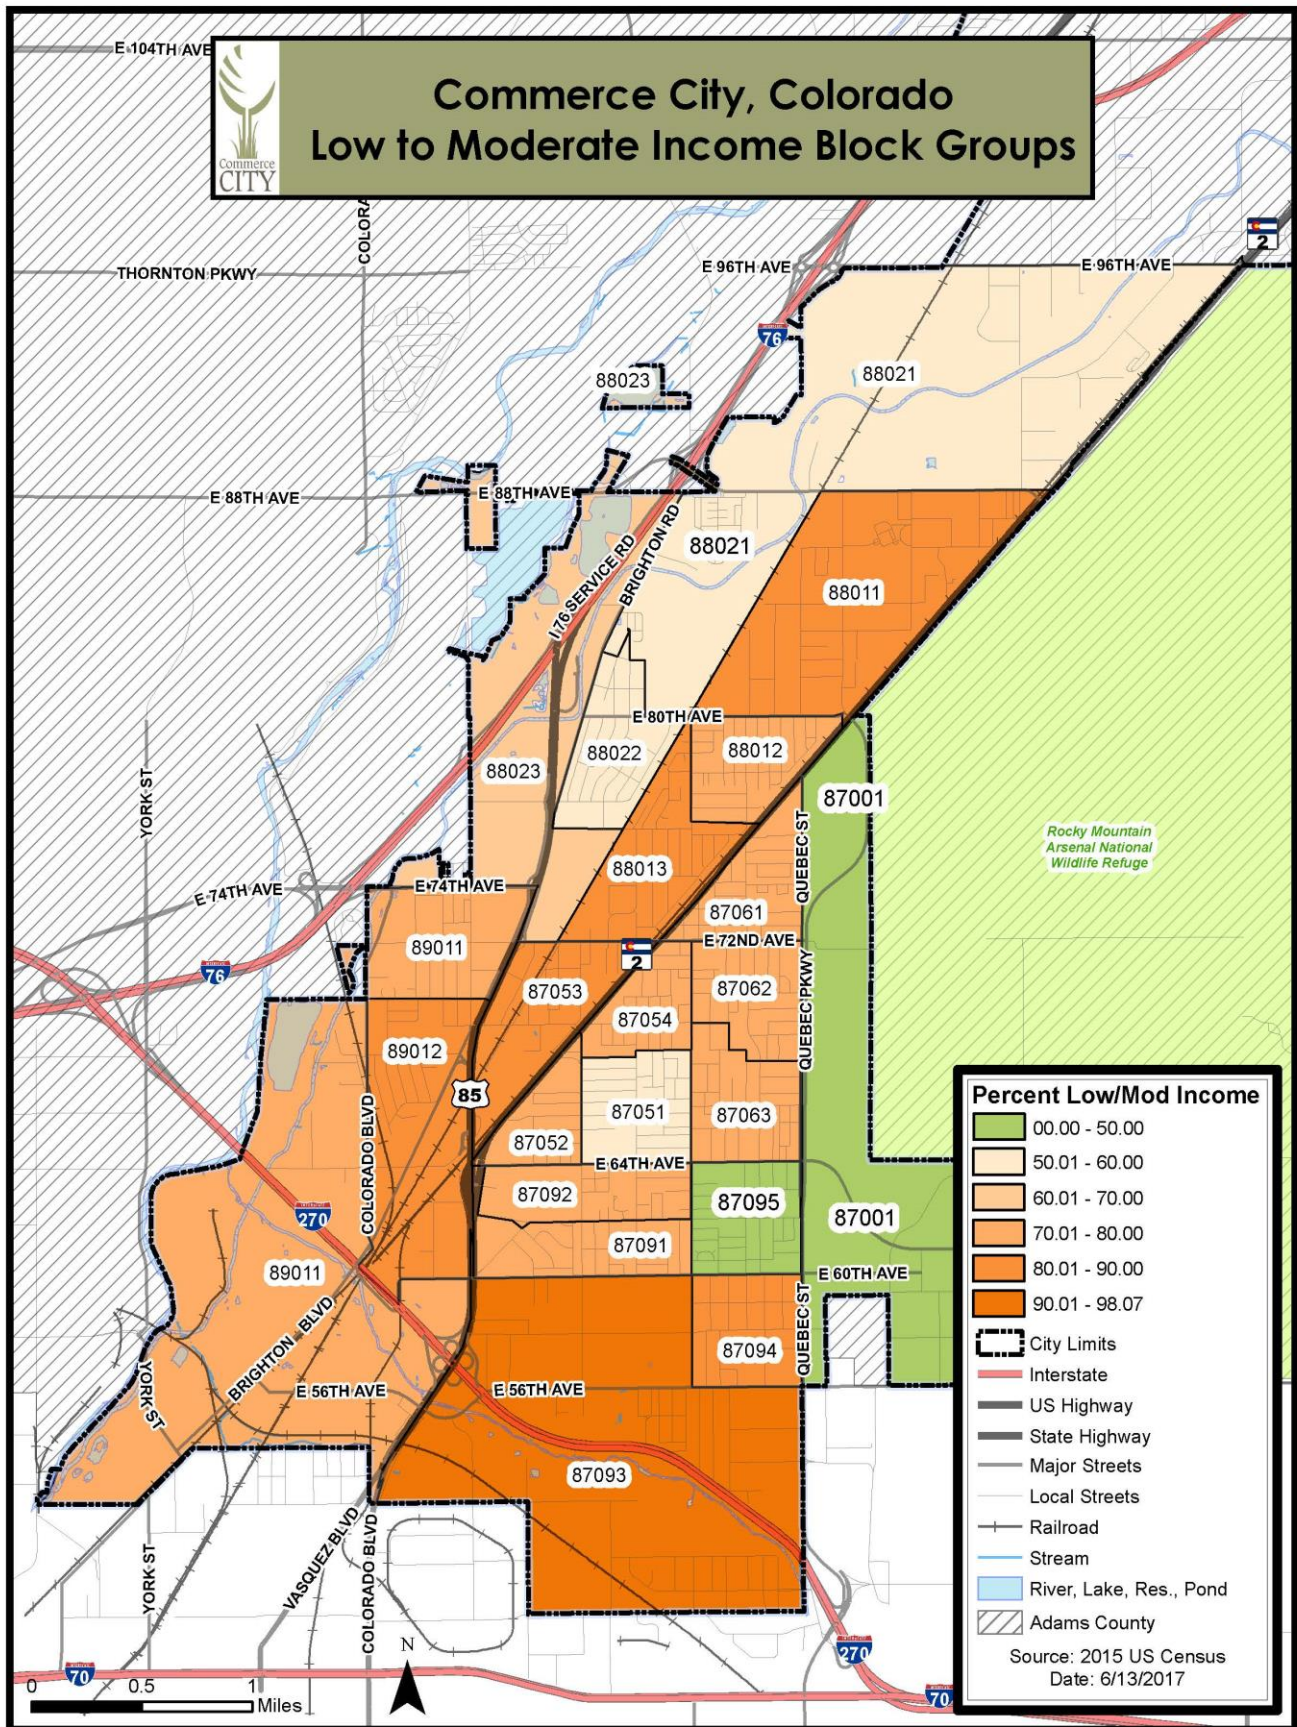 Commerce City, Colorado
Low to Moderate Income Block Groups
Commerce
CITY
E 104TH AVE
COLORA
2
THORNTON PKWY
E 96TH AVE
E 96TH AVE
76
88023
88021
E 88TH AVE
E 88TH AVE
I 76 SERVICE RD
BRIGHTON RD
88021
88011
E 80TH AVE
88022
88012
88023
87001
YORK ST
QUEBEC ST
Rocky Mountain
Arsenal National
Wildlife Refuge
88013
E 74TH AVE
E 74TH AVE
87061
E 72ND AVE
89011
2
76
87053
87062
QUEBEC PKWY
87054
89012
85
87051
87063
COLORADO BLVD
87052
E 64TH AVE
87092
87095
87001
270
87091
89011
E 60TH AVE
BRIGHTON BLVD
QUEBEC ST
87094
YORK ST
E 56TH AVE
E 56TH AVE
87093
VASQUEZ BLVD
YORK ST
COLORADO BLVD
270
70
70
N
0 0.5 1
Miles
Percent Low/Mod Income
00.00 - 50.00
50.01 - 60.00
60.01 - 70.00
70.01 - 80.00
80.01 - 90.00
90.01 - 98.07
City Limits
Interstate
US Highway
State Highway
Major Streets
Local Streets
Railroad
Stream
River, Lake, Res., Pond
Adams County
Source: 2015 US Census
Date: 6/13/2017